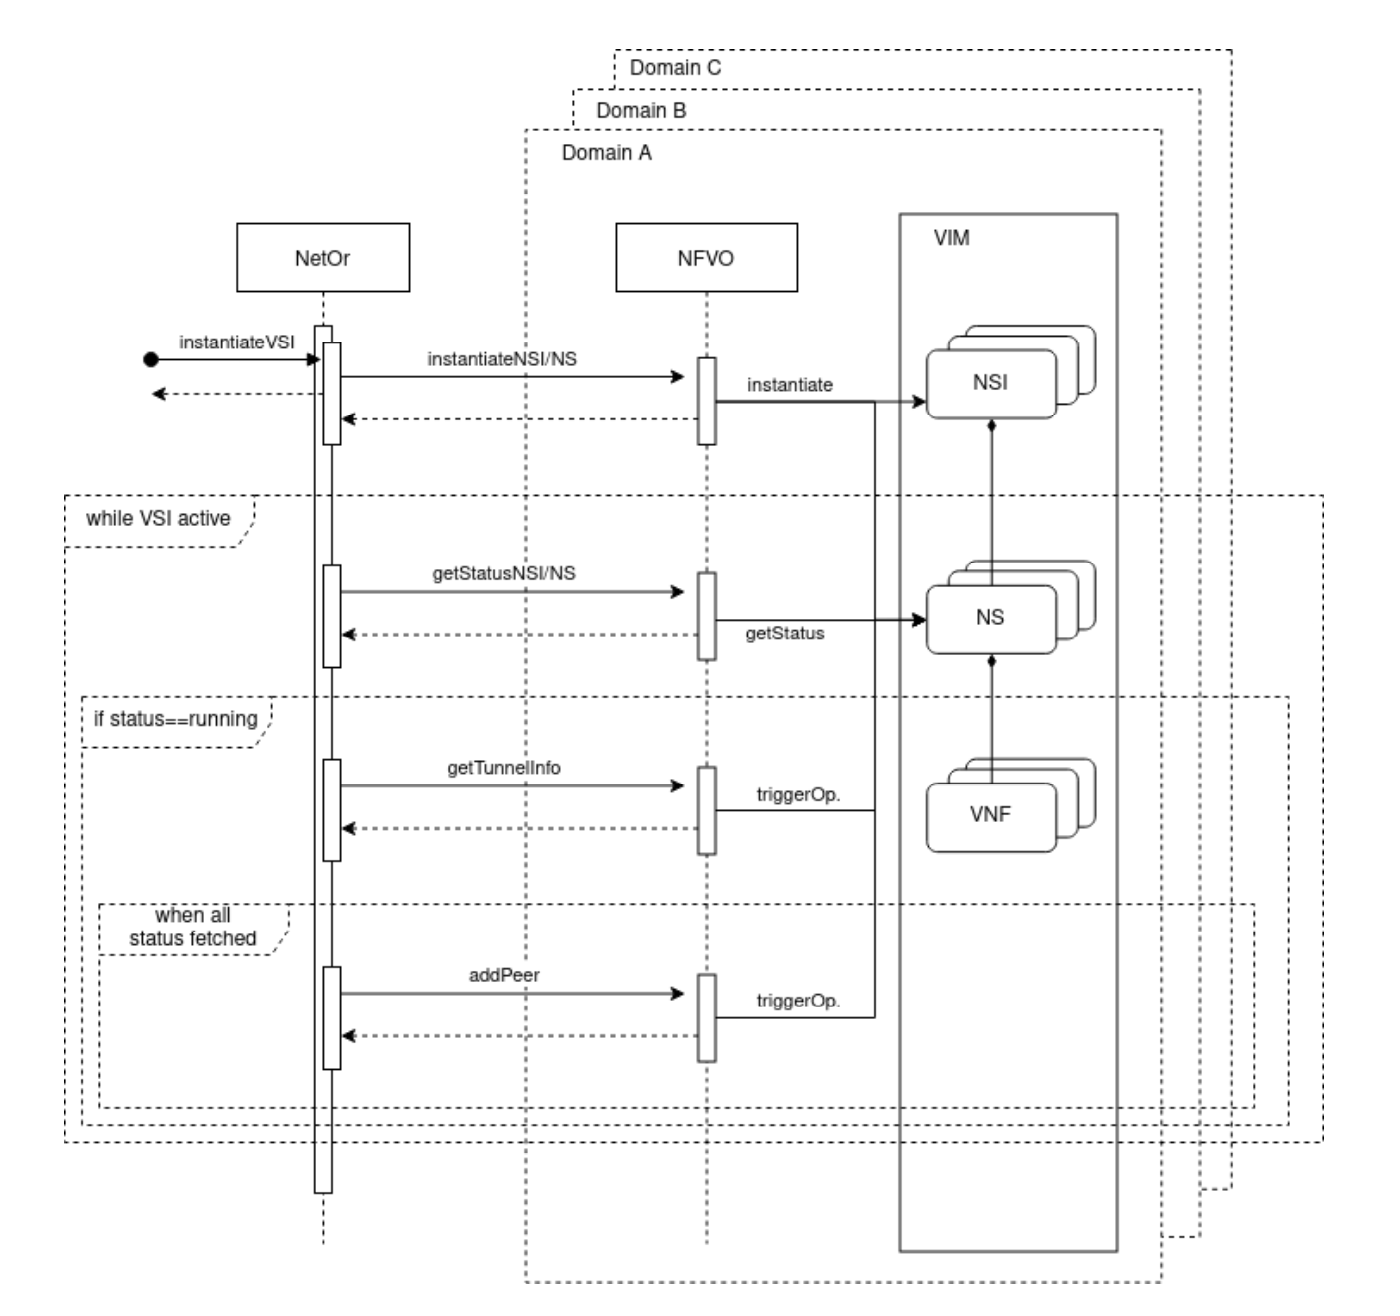 Domain C
Domain B
Domain A
NetOr
NFVO
VIM
instantiateVSI
instantiateNSI/NS
instantiate
NSI
while VSI active
getStatusNSI/NS
getStatus
NS
if status==running
getTunnelInfo
triggerOp.
VNF
when all
status fetched
addPeer
triggerOp.